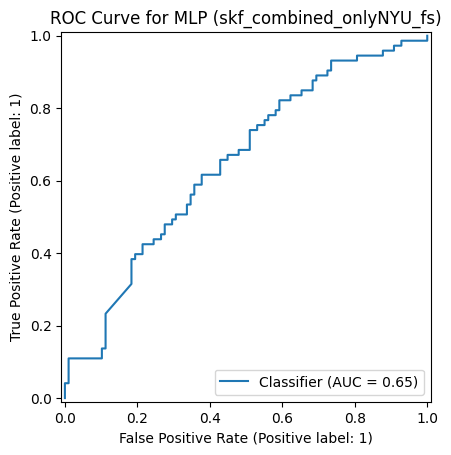 ROC Curve for MLP (skf_combined_onlyNYU_fs)
1.0
0.8
0.6
0.4
0.2
0.0
True Positive Rate (Positive label: 1)
Classifier (AUC = 0.65)
0.0 0.2 0.4 0.6 0.8 1.0
False Positive Rate (Positive label: 1)